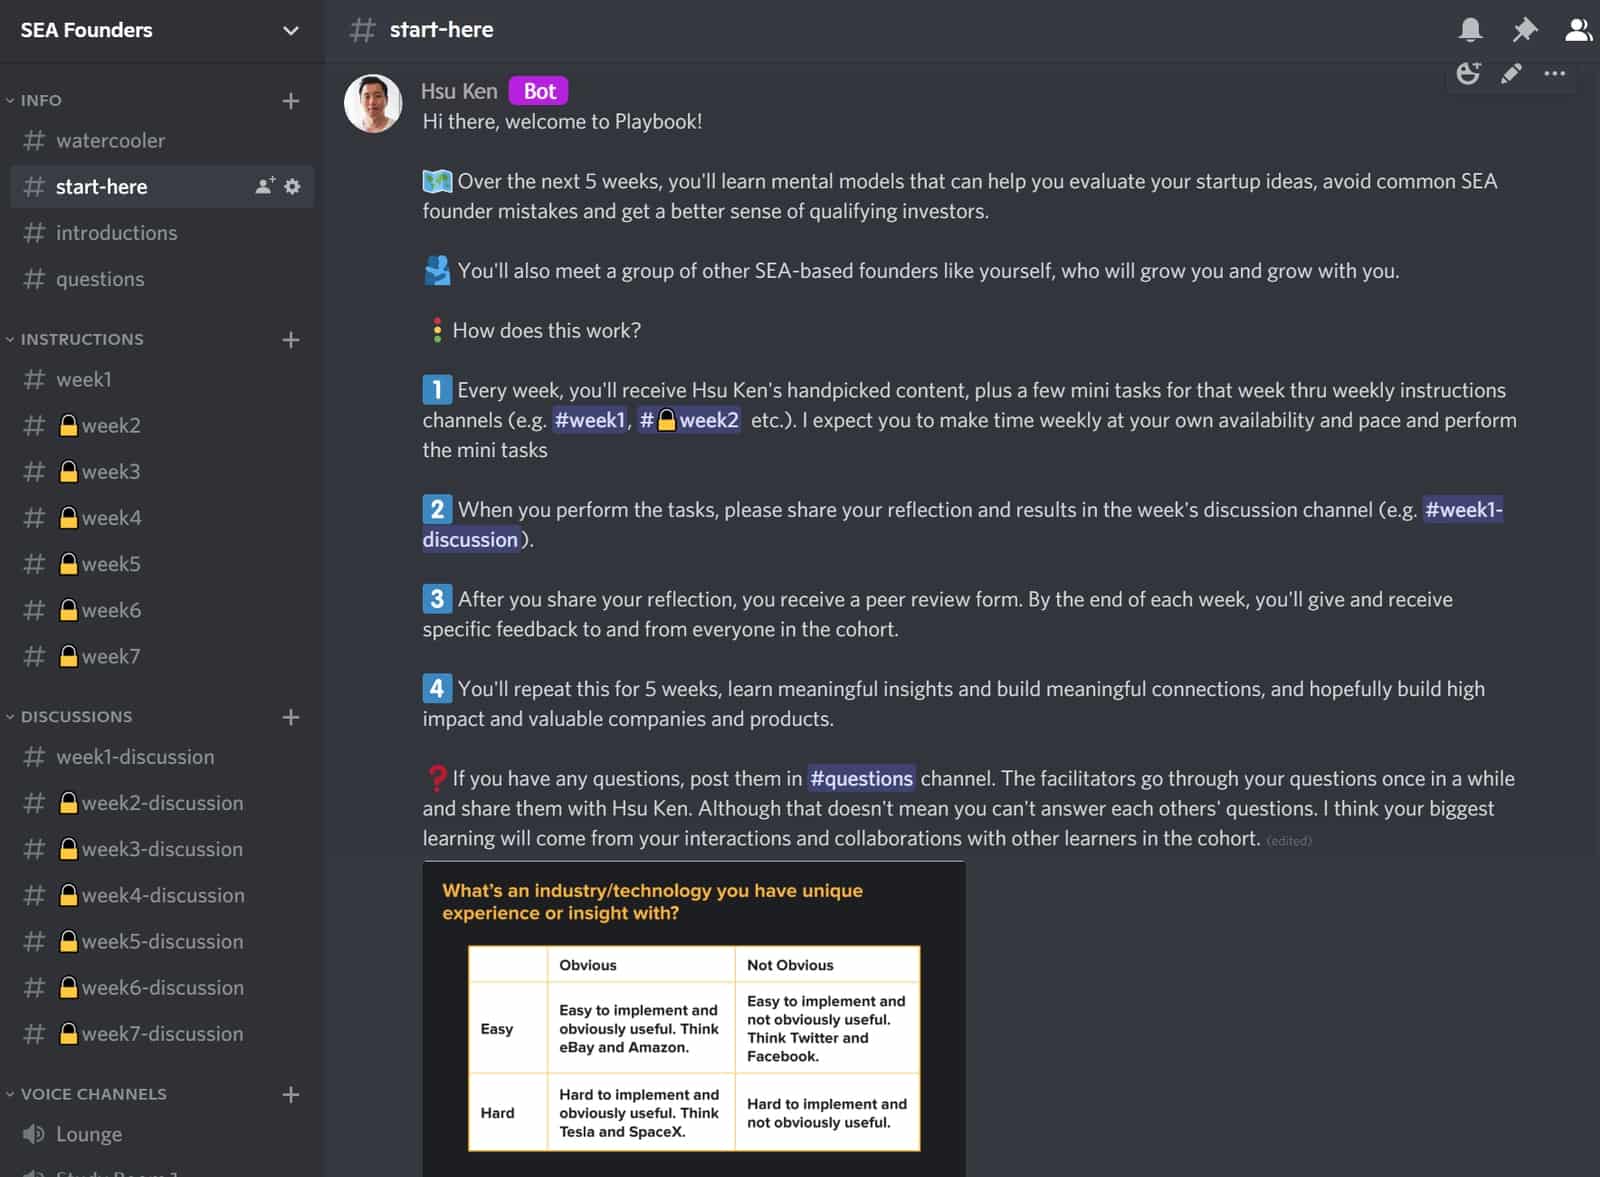 SEA Founders
INFO
# watercooler
# start-here
# introductions
# questions
INSTRUCTIONS
# week1
# 🔒week2
# 🔒week3
# 🔒week4
# 🔒week5
# 🔒week6
# 🔒week7
DISCUSSIONS
# week1-discussion
# 🔒week2-discussion
# 🔒week3-discussion
# 🔒week4-discussion
# 🔒week5-discussion
# 🔒week6-discussion
# 🔒week7-discussion
VOICE CHANNELS
Lounge
Study Room 1
# start-here
Hsu Ken Bot
Hi there, welcome to Playbook!
🗺️ Over the next 5 weeks, you'll learn mental models that can help you evaluate your startup ideas, avoid common SEA
founder mistakes and get a better sense of qualifying investors.
🫂 You'll also meet a group of other SEA-based founders like yourself, who will grow you and grow with you.
🚦 How does this work?
1 Every week, you'll receive Hsu Ken's handpicked content, plus a few mini tasks for that week thru weekly instructions
channels (e.g. #week1, #🔒week2 etc.). I expect you to make time weekly at your own availability and pace and perform
the mini tasks
2 When you perform the tasks, please share your reflection and results in the week's discussion channel (e.g. #week1-
discussion).
3 After you share your reflection, you receive a peer review form. By the end of each week, you'll give and receive
specific feedback to and from everyone in the cohort.
4 You'll repeat this for 5 weeks, learn meaningful insights and build meaningful connections, and hopefully build high
impact and valuable companies and products.
❓ If you have any questions, post them in #questions channel. The facilitators go through your questions once in a while
and share them with Hsu Ken. Although that doesn't mean you can't answer each others' questions. I think your biggest
learning will come from your interactions and collaborations with other learners in the cohort. (edited)
What's an industry/technology you have unique
experience or insight with?
Obvious
Not Obvious
Easy
Easy to implement and
obviously useful. Think
eBay and Amazon.
Easy to implement and
not obviously useful.
Think Twitter and
Facebook.
Hard
Hard to implement and
obviously useful. Think
Tesla and SpaceX.
Hard to implement and
not obviously useful.